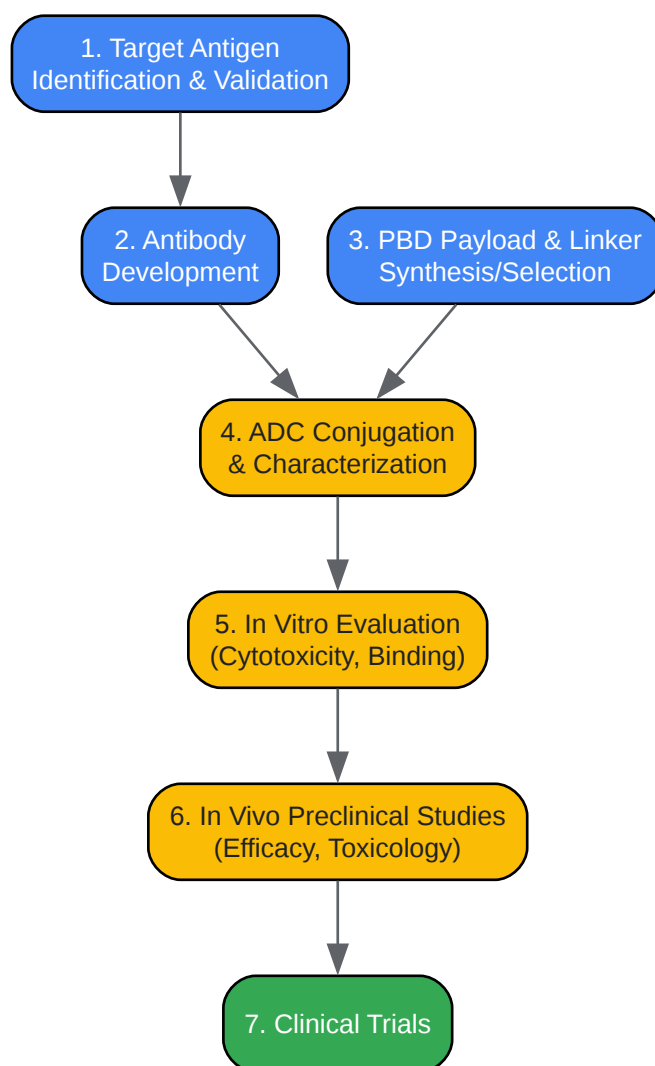 1. Target Antigen
Identification & Validation
2. Antibody
Development
3. PBD Payload & Linker
Synthesis/Selection
4. ADC Conjugation
& Characterization
5. In Vitro Evaluation
(Cytotoxicity, Binding)
6. In Vivo Preclinical Studies
(Efficacy, Toxicology)
7. Clinical Trials